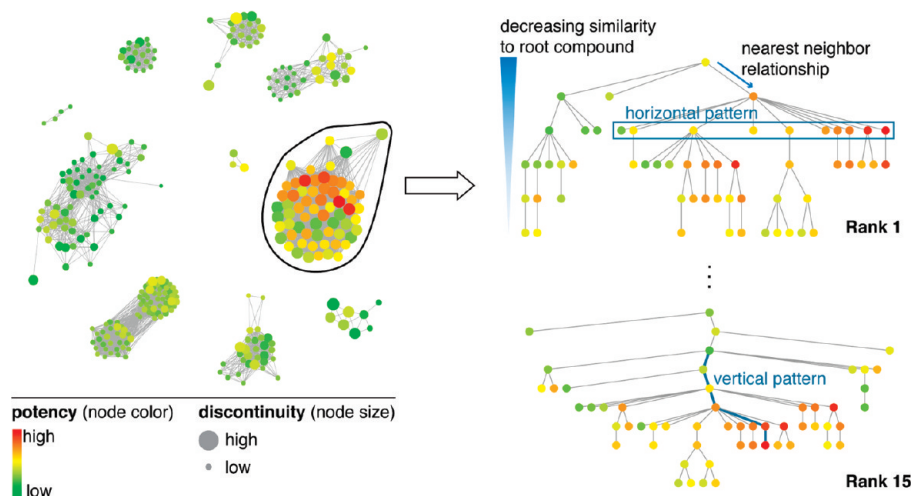 decreasing similarity
to root compound
nearest neighbor
relationship
horizontal pattern
Rank 1
vertical pattern
Rank 15
potency (node color)
high
low
discontinuity (node size)
high
low